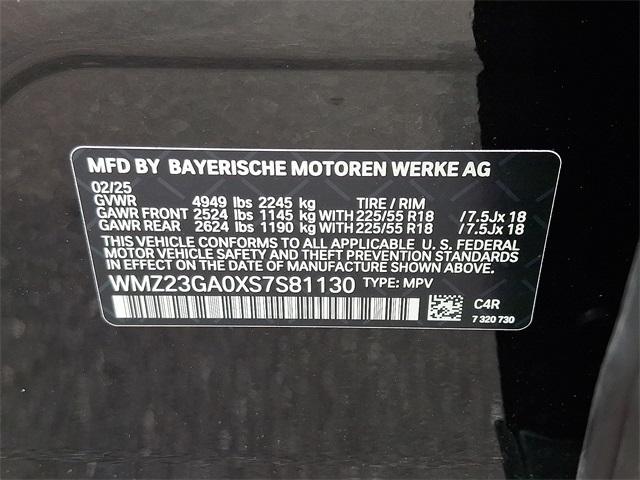 MFD BY BAYERISCHE MOTOREN WERKE AG
02/25
GVWR 4949 lbs 2245 kg TIRE / RIM
GAWR FRONT 2524 lbs 1145 kg WITH 225/55 R18 /7.5Jx 18
GAWR REAR 2624 lbs 1190 kg WITH 225/55 R18 /7.5Jx 18
THIS VEHICLE CONFORMS TO ALL APPLICABLE U. S. FEDERAL
MOTOR VEHICLE SAFETY AND THEFT PREVENTION STANDARDS
IN EFFECT ON THE DATE OF MANUFACTURE SHOWN ABOVE.
WMZ23GA0XS7S81130 TYPE: MPV
C4R
7 320 730